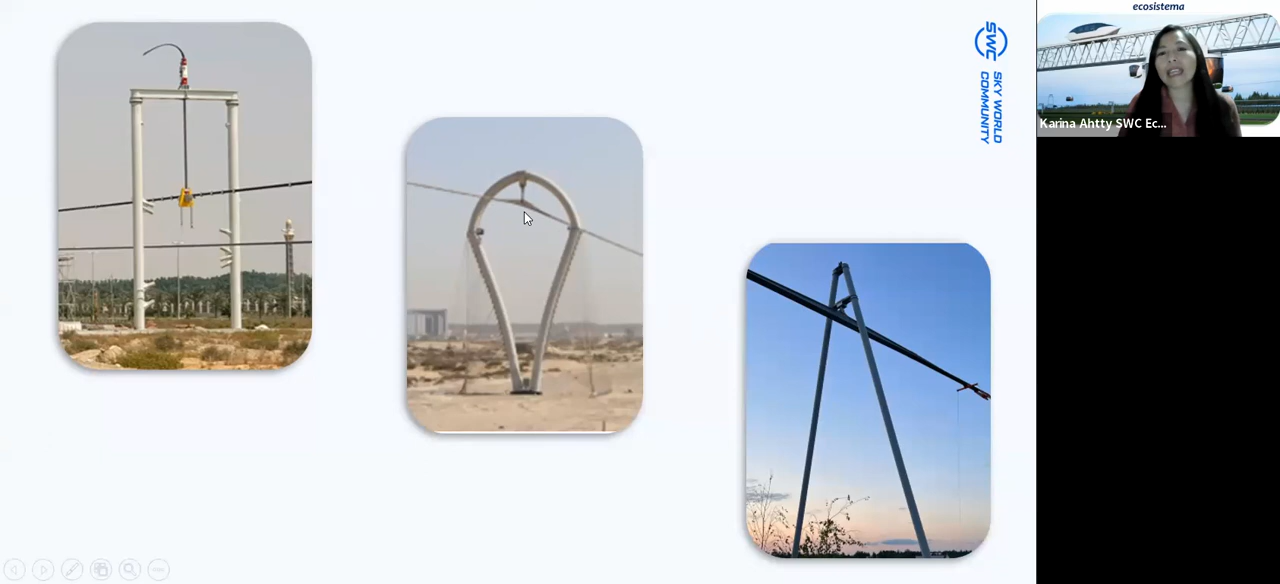 SWC
SKY WORLD
COMMUNITY
ecosistema
Karina Ahtty SWC Ec...